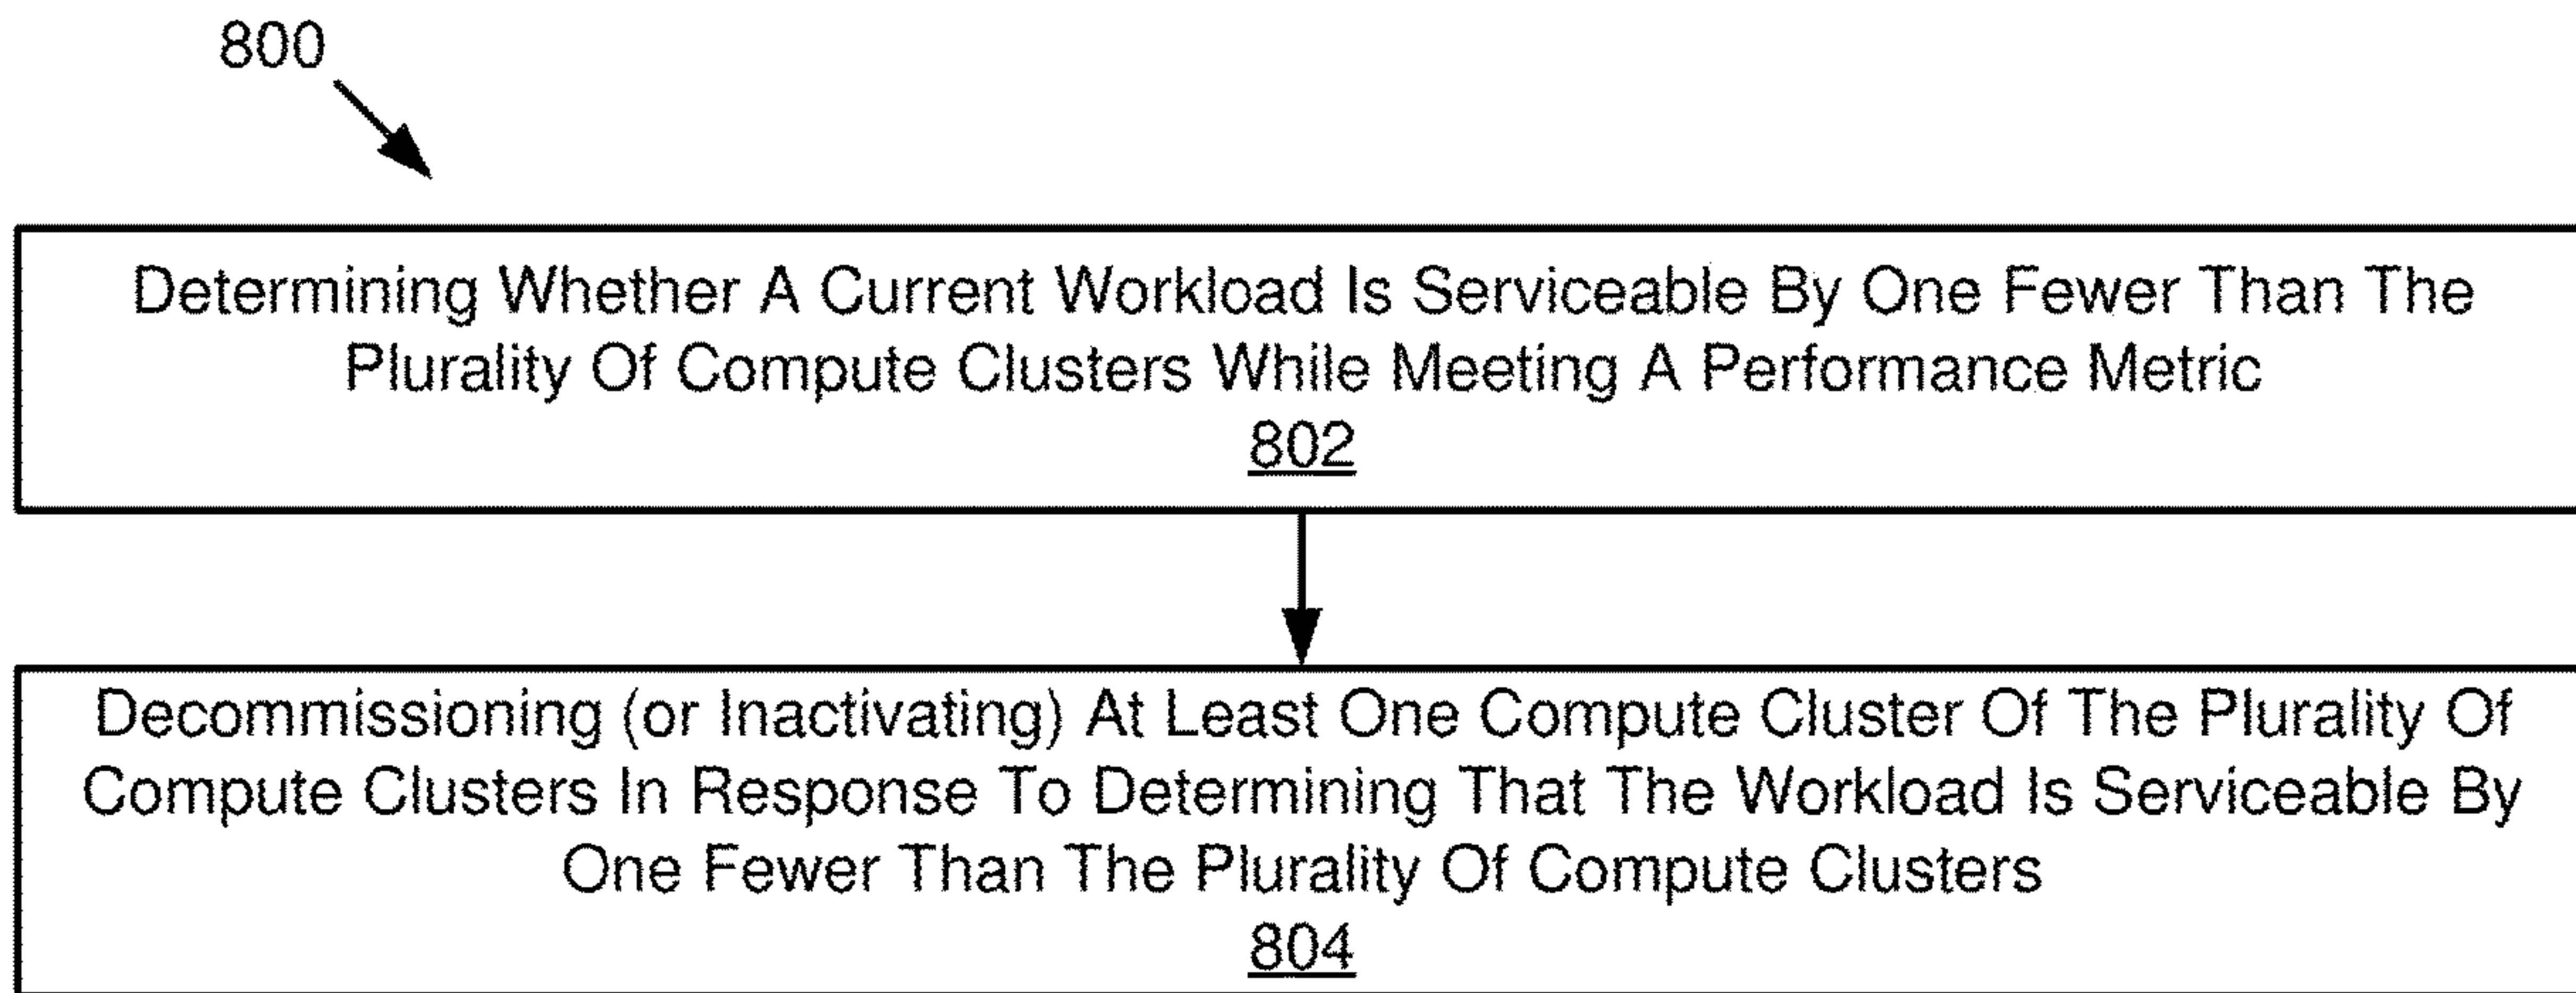 800
Determining Whether A Current Workload Is Serviceable By One Fewer Than The
Plurality Of Compute Clusters While Meeting A Performance Metric
802
Decommissioning (or Inactivating) At Least One Compute Cluster Of The Plurality Of
Compute Clusters In Response To Determining That The Workload Is Serviceable By
One Fewer Than The Plurality Of Compute Clusters
804